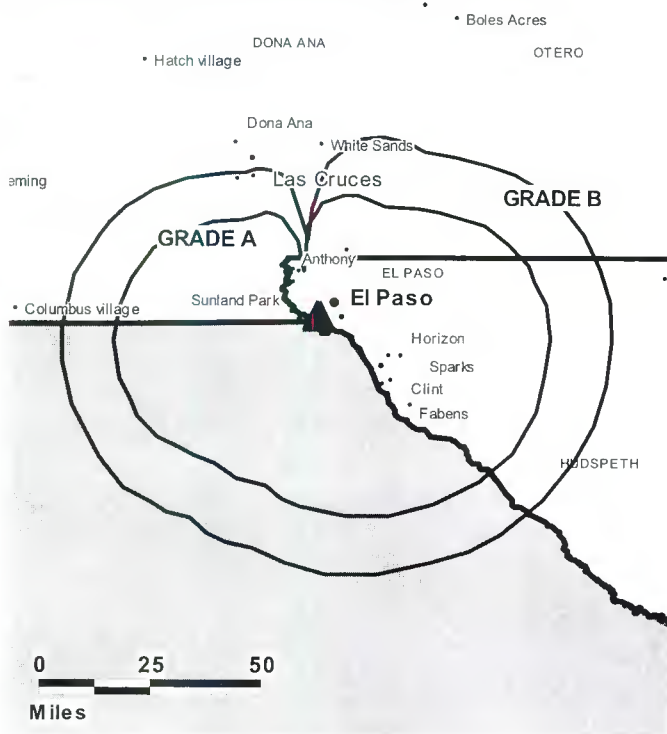 Boles Acres
DONA ANA
OTERO
Hatch village
Dona Ana
White Sands
eming
Las Cruces
GRADE B
GRADE A
Anthony
EL PASO
Columbus village
Sunland Park
El Paso
Horizon
Sparks
Clint
Fabens
HUDSPETH
0 25 50
Miles